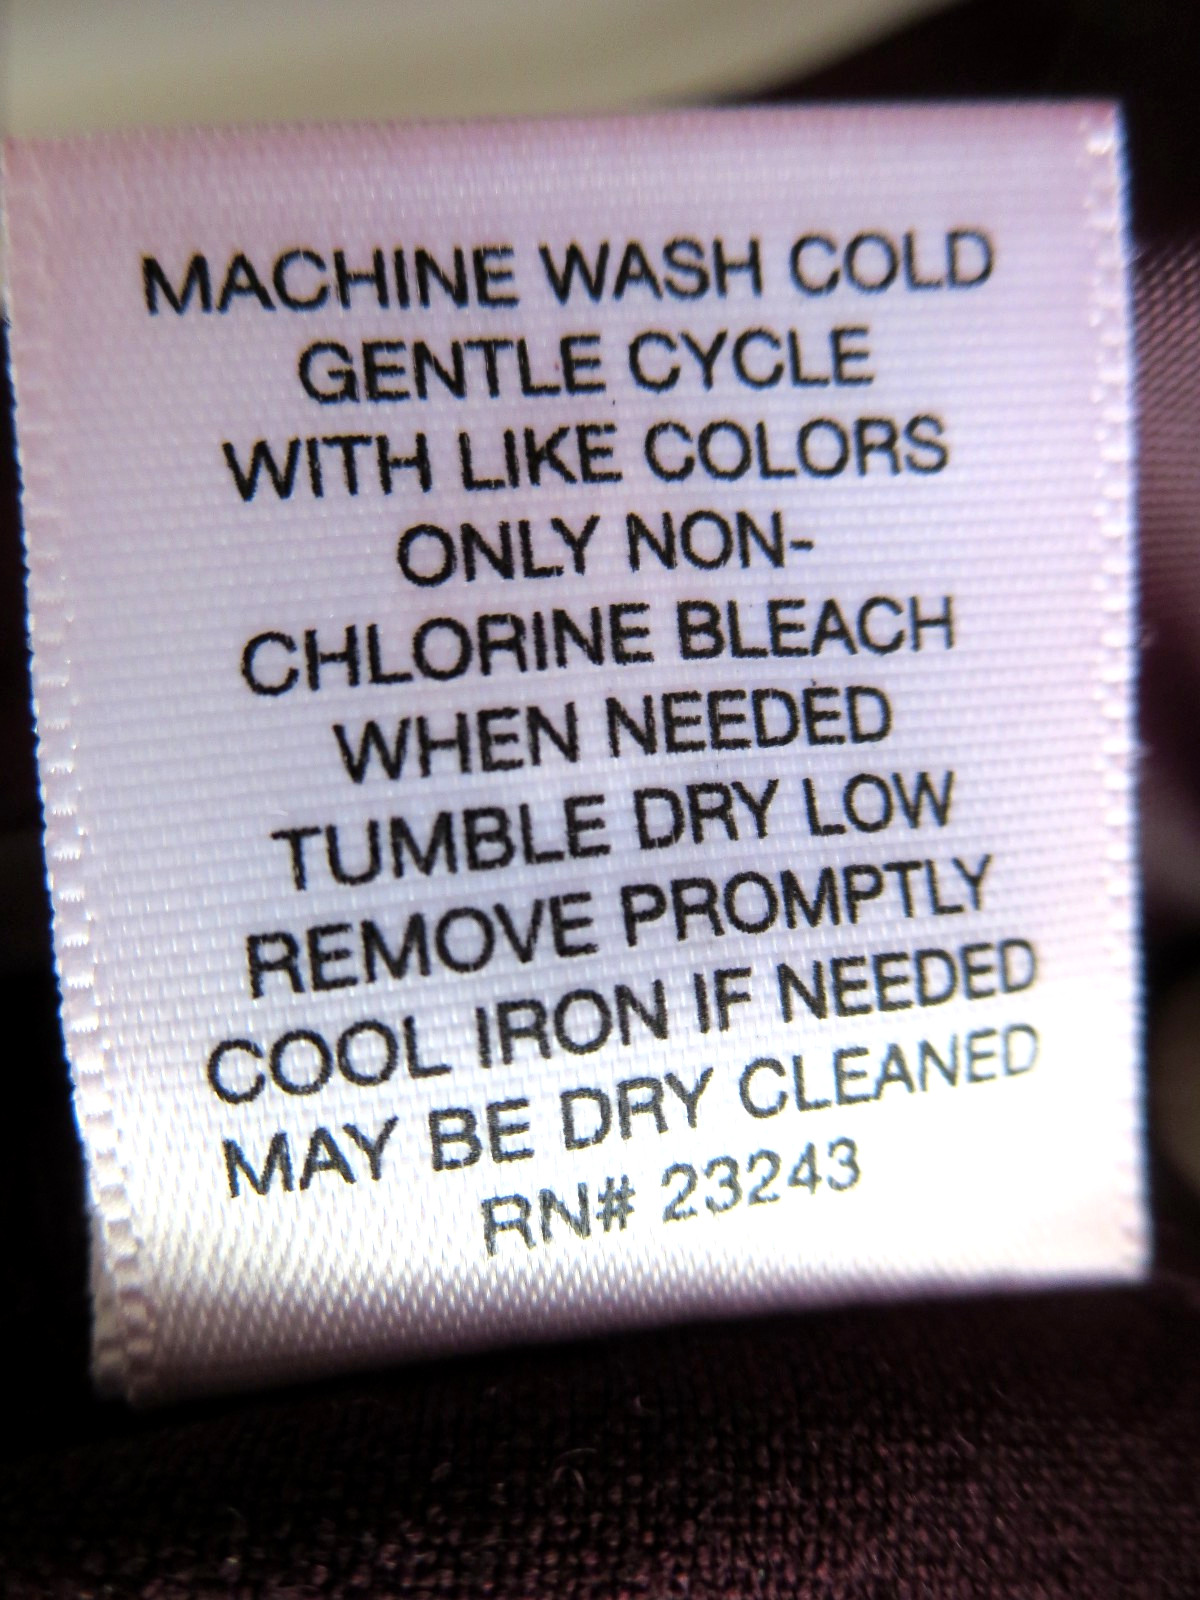 MACHINE WASH COLD
GENTLE CYCLE
WITH LIKE COLORS
ONLY NON-
CHLORINE BLEACH
WHEN NEEDED
TUMBLE DRY LOW
REMOVE PROMPTLY
COOL IRON IF NEEDED
MAY BE DRY CLEANED
RN# 23243